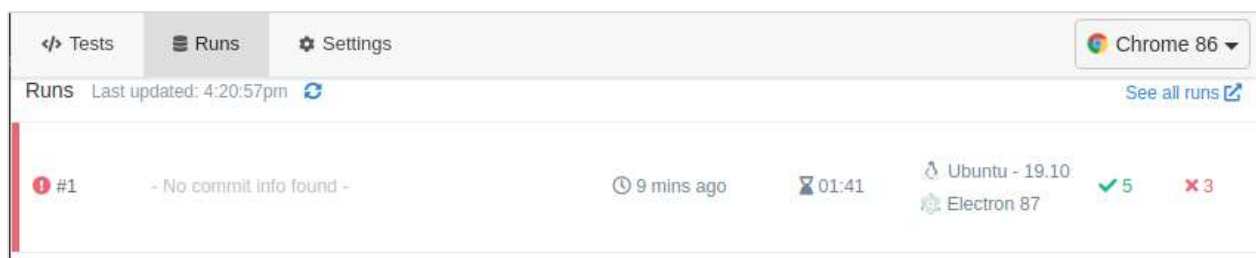 </> Tests Runs Settings Chrome 86
Runs Last updated: 4:20:57pm See all runs
#1 - No commit info found - 9 mins ago 01:41 Ubuntu - 19.10 5 3
Electron 87